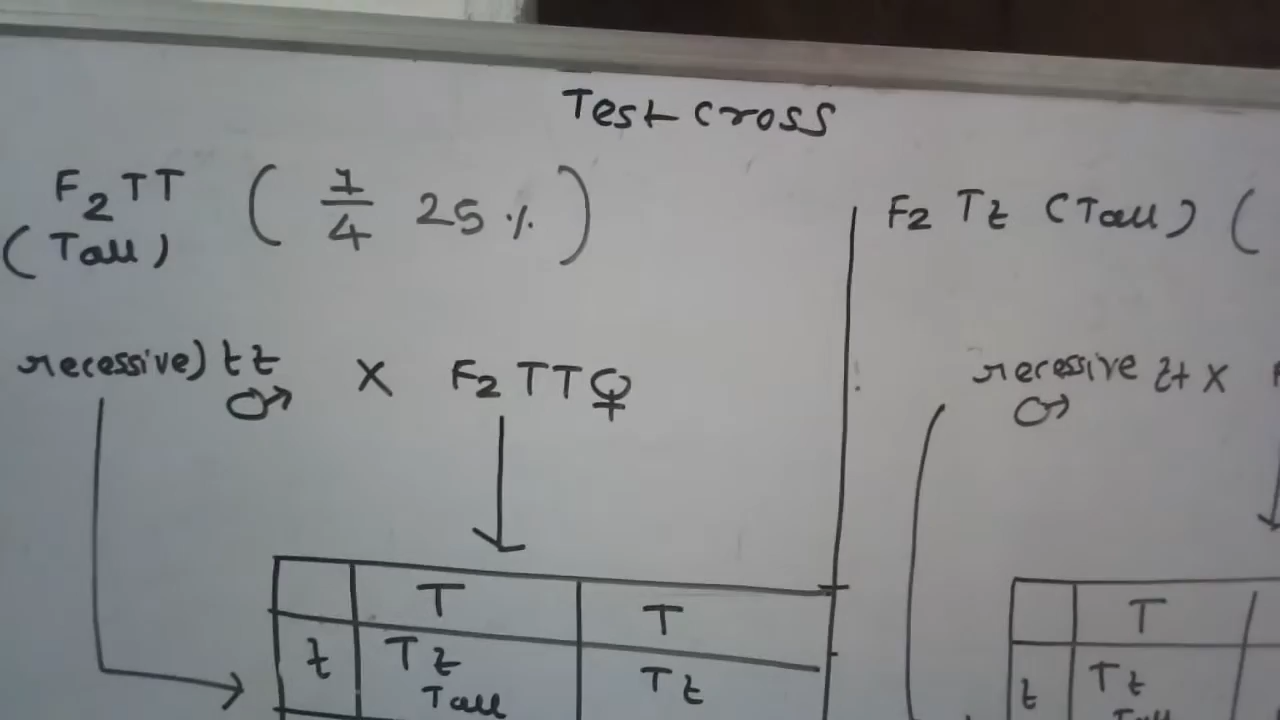 Test cross
F2 TT ( 1/4 25 % )
(Tall)
recessive) tt ♂ X F2 TT ♀
T T
t Tt Tt
Tall
F2 Tt (Tall) (
recessive tt X
♂
T
t Tt
Tall